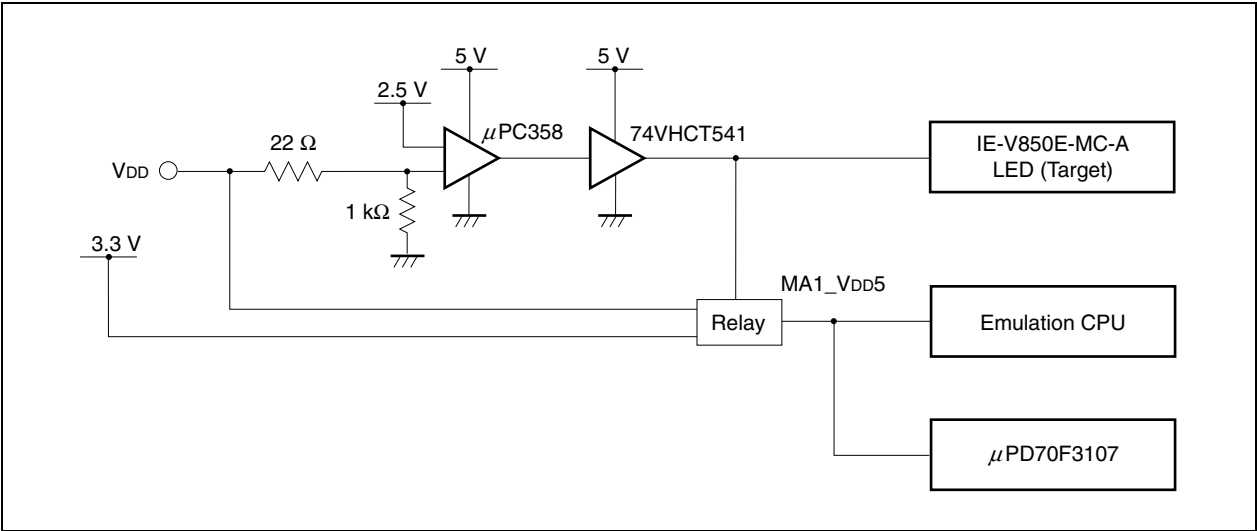 5 V
5 V
2.5 V
μPC358
74VHCT541
22 Ω
VDD
1 kΩ
IE-V850E-MC-A
LED (Target)
3.3 V
MA1_VDD5
Relay
Emulation CPU
μPD70F3107